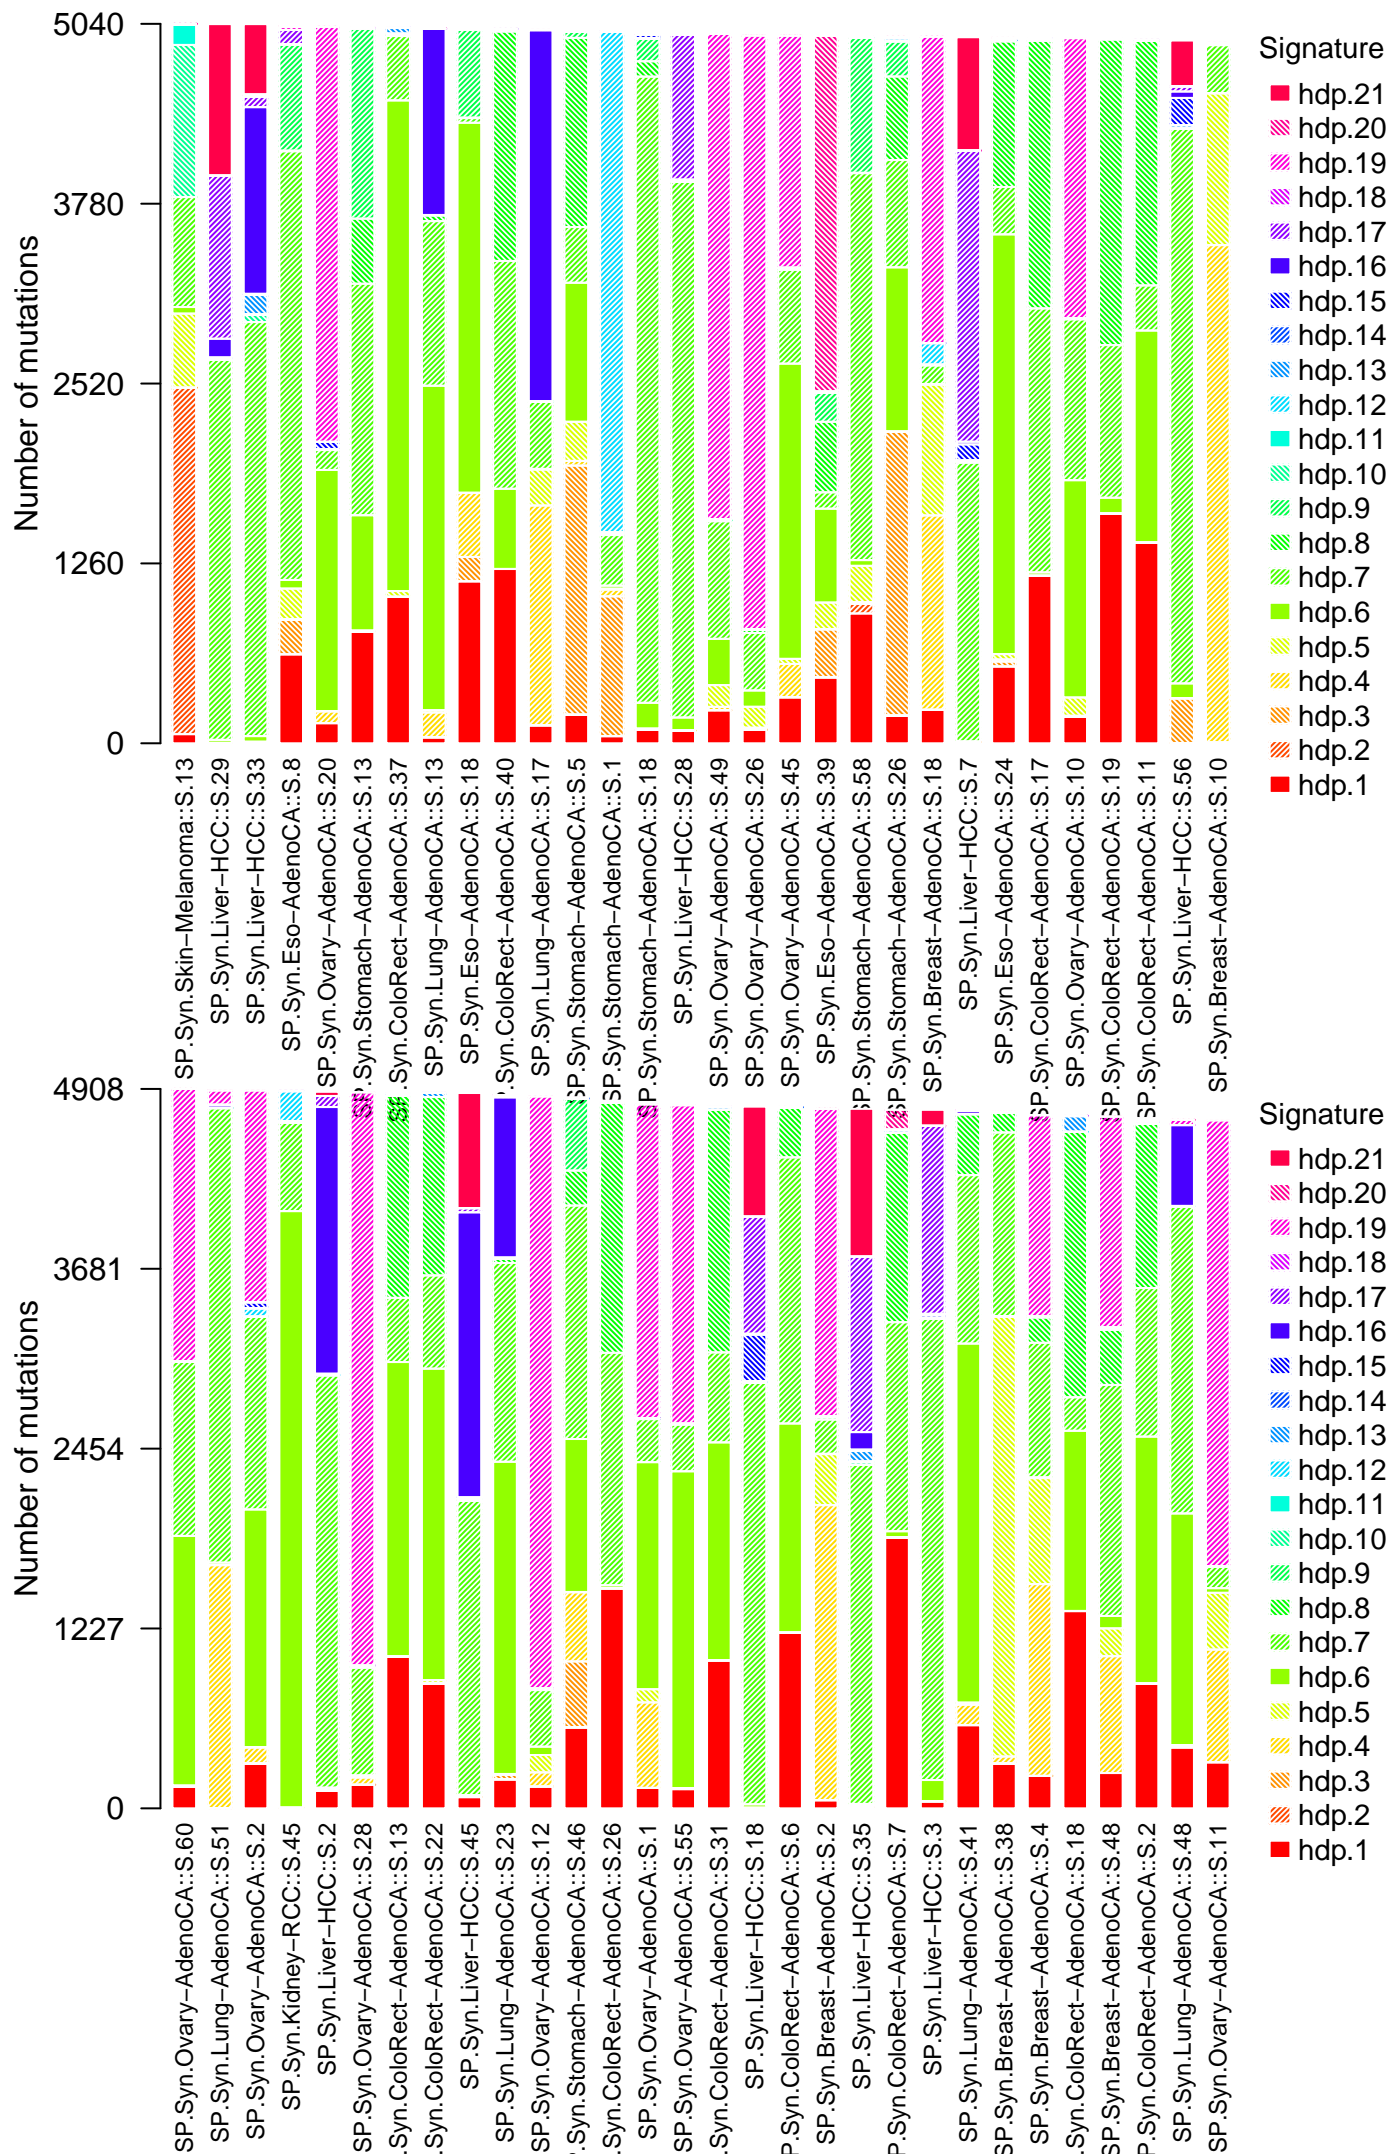 Number of mutations
5040
3780
2520
1260
0
Signature
hdp.21
hdp.20
hdp.19
hdp.18
hdp.17
hdp.16
hdp.15
hdp.14
hdp.13
hdp.12
hdp.11
hdp.10
hdp.9
hdp.8
hdp.7
hdp.6
hdp.5
hdp.4
hdp.3
hdp.2
hdp.1
SP.Syn.Skin−Melanoma::S.13
SP.Syn.Liver−HCC::S.29
SP.Syn.Liver−HCC::S.33
SP.Syn.Eso−AdenoCA::S.8
SP.Syn.Ovary−AdenoCA::S.20
SP.Syn.Stomach−AdenoCA::S.13
SP.Syn.ColoRect−AdenoCA::S.37
SP.Syn.Lung−AdenoCA::S.13
SP.Syn.Eso−AdenoCA::S.18
P.Syn.ColoRect−AdenoCA::S.40
SP.Syn.Lung−AdenoCA::S.17
SP.Syn.Stomach−AdenoCA::S.5
SP.Syn.Stomach−AdenoCA::S.1
SP.Syn.Stomach−AdenoCA::S.18
SP.Syn.Liver−HCC::S.28
SP.Syn.Ovary−AdenoCA::S.49
SP.Syn.Ovary−AdenoCA::S.26
SP.Syn.Ovary−AdenoCA::S.45
SP.Syn.Eso−AdenoCA::S.39
SP.Syn.Stomach−AdenoCA::S.58
SP.Syn.Stomach−AdenoCA::S.26
SP.Syn.Breast−AdenoCA::S.18
SP.Syn.Liver−HCC::S.7
SP.Syn.Eso−AdenoCA::S.24
SP.Syn.ColoRect−AdenoCA::S.17
SP.Syn.Ovary−AdenoCA::S.10
SP.Syn.ColoRect−AdenoCA::S.19
SP.Syn.ColoRect−AdenoCA::S.11
SP.Syn.Liver−HCC::S.56
SP.Syn.Breast−AdenoCA::S.10
Number of mutations
4908
3681
2454
1227
0
Signature
hdp.21
hdp.20
hdp.19
hdp.18
hdp.17
hdp.16
hdp.15
hdp.14
hdp.13
hdp.12
hdp.11
hdp.10
hdp.9
hdp.8
hdp.7
hdp.6
hdp.5
hdp.4
hdp.3
hdp.2
hdp.1
SP.Syn.Ovary−AdenoCA::S.60
SP.Syn.Lung−AdenoCA::S.51
SP.Syn.Ovary−AdenoCA::S.2
SP.Syn.Kidney−RCC::S.45
SP.Syn.Liver−HCC::S.2
SP.Syn.Ovary−AdenoCA::S.28
.Syn.ColoRect−AdenoCA::S.13
.Syn.ColoRect−AdenoCA::S.22
SP.Syn.Liver−HCC::S.45
SP.Syn.Lung−AdenoCA::S.23
SP.Syn.Ovary−AdenoCA::S.12
.Syn.Stomach−AdenoCA::S.46
.Syn.ColoRect−AdenoCA::S.26
SP.Syn.Ovary−AdenoCA::S.1
SP.Syn.Ovary−AdenoCA::S.55
.Syn.ColoRect−AdenoCA::S.31
SP.Syn.Liver−HCC::S.18
P.Syn.ColoRect−AdenoCA::S.6
SP.Syn.Breast−AdenoCA::S.2
SP.Syn.Liver−HCC::S.35
P.Syn.ColoRect−AdenoCA::S.7
SP.Syn.Liver−HCC::S.3
SP.Syn.Lung−AdenoCA::S.41
SP.Syn.Breast−AdenoCA::S.38
SP.Syn.Breast−AdenoCA::S.4
.Syn.ColoRect−AdenoCA::S.18
SP.Syn.Breast−AdenoCA::S.48
P.Syn.ColoRect−AdenoCA::S.2
SP.Syn.Lung−AdenoCA::S.48
SP.Syn.Ovary−AdenoCA::S.11